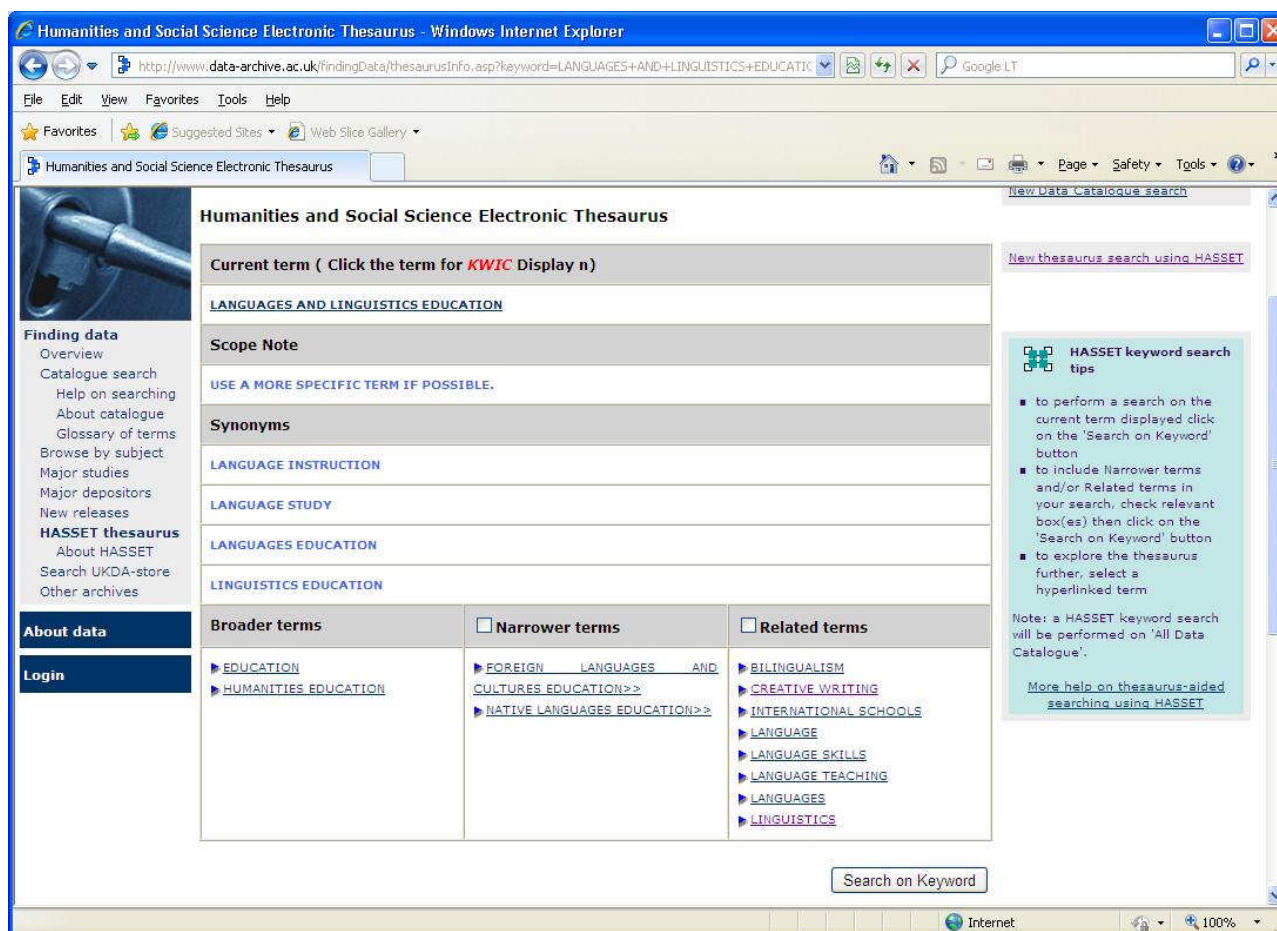 Humanities and Social Science Electronic Thesaurus - Windows Internet Explorer
http://www.data-archive.ac.uk/findingData/thesaurusInfo.asp?keyword=LANGUAGES+AND+LINGUISTICS+EDUCATIC
Google LT
File Edit View Favorites Tools Help
Favorites Suggested Sites Web Slice Gallery
Humanities and Social Science Electronic Thesaurus
Page Safety Tools
New Data Catalogue search
Humanities and Social Science Electronic Thesaurus
Current term ( Click the term for KWIC Display n)
LANGUAGES AND LINGUISTICS EDUCATION
Scope Note
USE A MORE SPECIFIC TERM IF POSSIBLE.
Synonyms
LANGUAGE INSTRUCTION
LANGUAGE STUDY
LANGUAGES EDUCATION
LINGUISTICS EDUCATION
Broader terms
EDUCATION
HUMANITIES EDUCATION
Narrower terms
FOREIGN LANGUAGES AND
CULTURES EDUCATION>>
NATIVE LANGUAGES EDUCATION>>
Related terms
BILINGUALISM
CREATIVE WRITING
INTERNATIONAL SCHOOLS
LANGUAGE
LANGUAGE SKILLS
LANGUAGE TEACHING
LANGUAGES
LINGUISTICS
Search on Keyword
Finding data
Overview
Catalogue search
Help on searching
About catalogue
Glossary of terms
Browse by subject
Major studies
Major depositors
New releases
HASSET thesaurus
About HASSET
Search UKDA-store
Other archives
About data
Login
New thesaurus search using HASSET
HASSET keyword search
tips
to perform a search on the
current term displayed click
on the 'Search on Keyword'
button
to include Narrower terms
and/or Related terms in
your search, check relevant
box(es) then click on the
'Search on Keyword' button
to explore the thesaurus
further, select a
hyperlinked term
Note: a HASSET keyword search
will be performed on 'All Data
Catalogue'.
More help on thesaurus-aided
searching using HASSET
Internet
100%